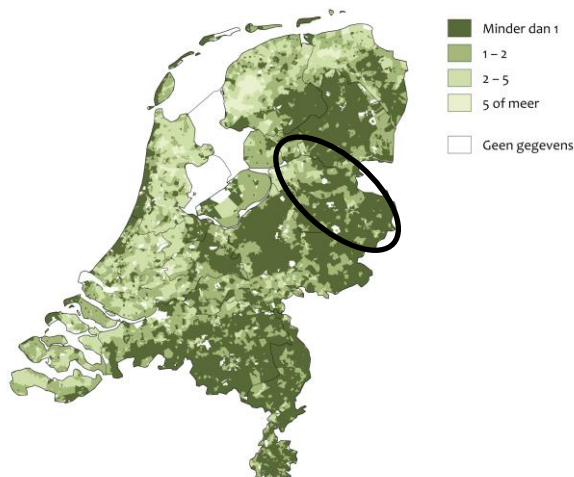 Minder dan 1
1 – 2
2 – 5
5 of meer
Geen gegevens